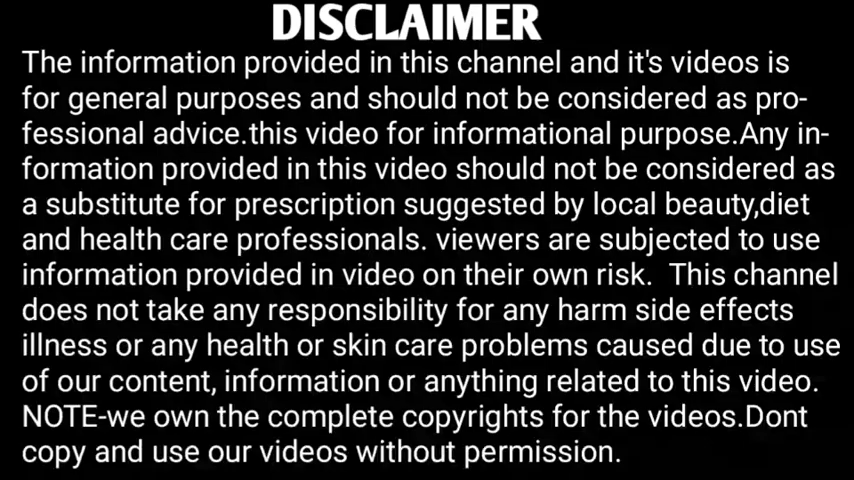 DISCLAIMER
The information provided in this channel and it's videos is
for general purposes and should not be considered as pro-
fessional advice.this video for informational purpose.Any in-
formation provided in this video should not be considered as
a substitute for prescription suggested by local beauty,diet
and health care professionals. viewers are subjected to use
information provided in video on their own risk.  This channel
does not take any responsibility for any harm side effects
illness or any health or skin care problems caused due to use
of our content, information or anything related to this video.
NOTE-we own the complete copyrights for the videos.Dont
copy and use our videos without permission.